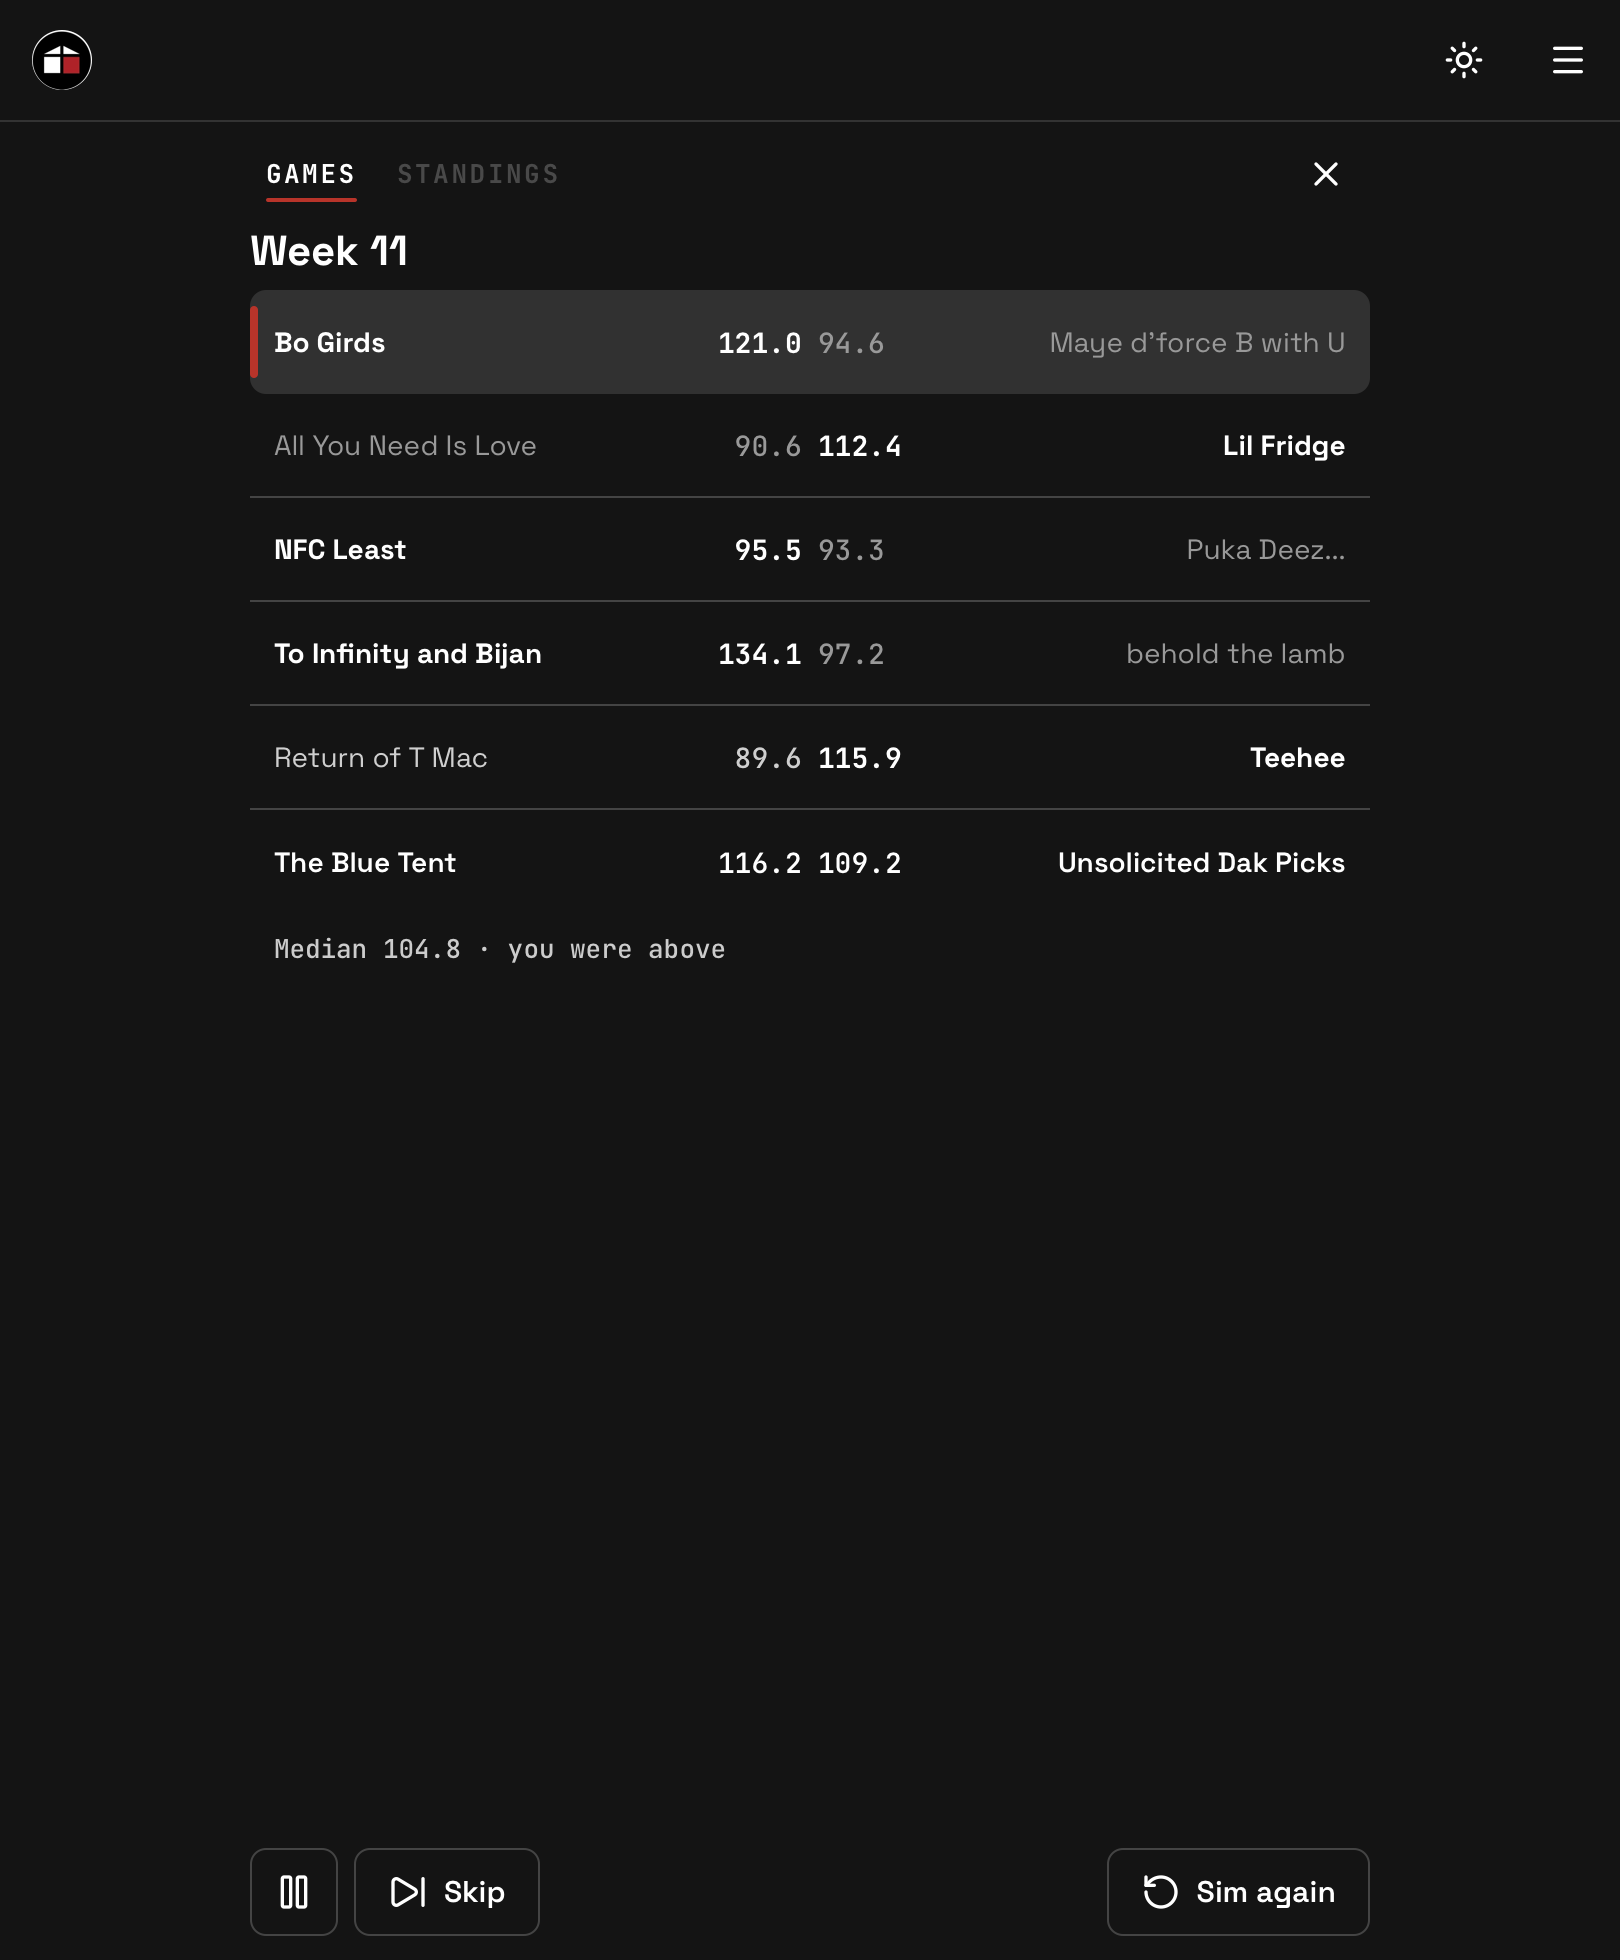 GAMES STANDINGS
Week 11
Bo Girds 121.0 94.6 Maye d'force B with U
All You Need Is Love 90.6 112.4 Lil Fridge
NFC Least 95.5 93.3 Puka Deez...
To Infinity and Bijan 134.1 97.2 behold the lamb
Return of T Mac 89.6 115.9 Teehee
The Blue Tent 116.2 109.2 Unsolicited Dak Picks
Median 104.8 · you were above
Skip Sim again